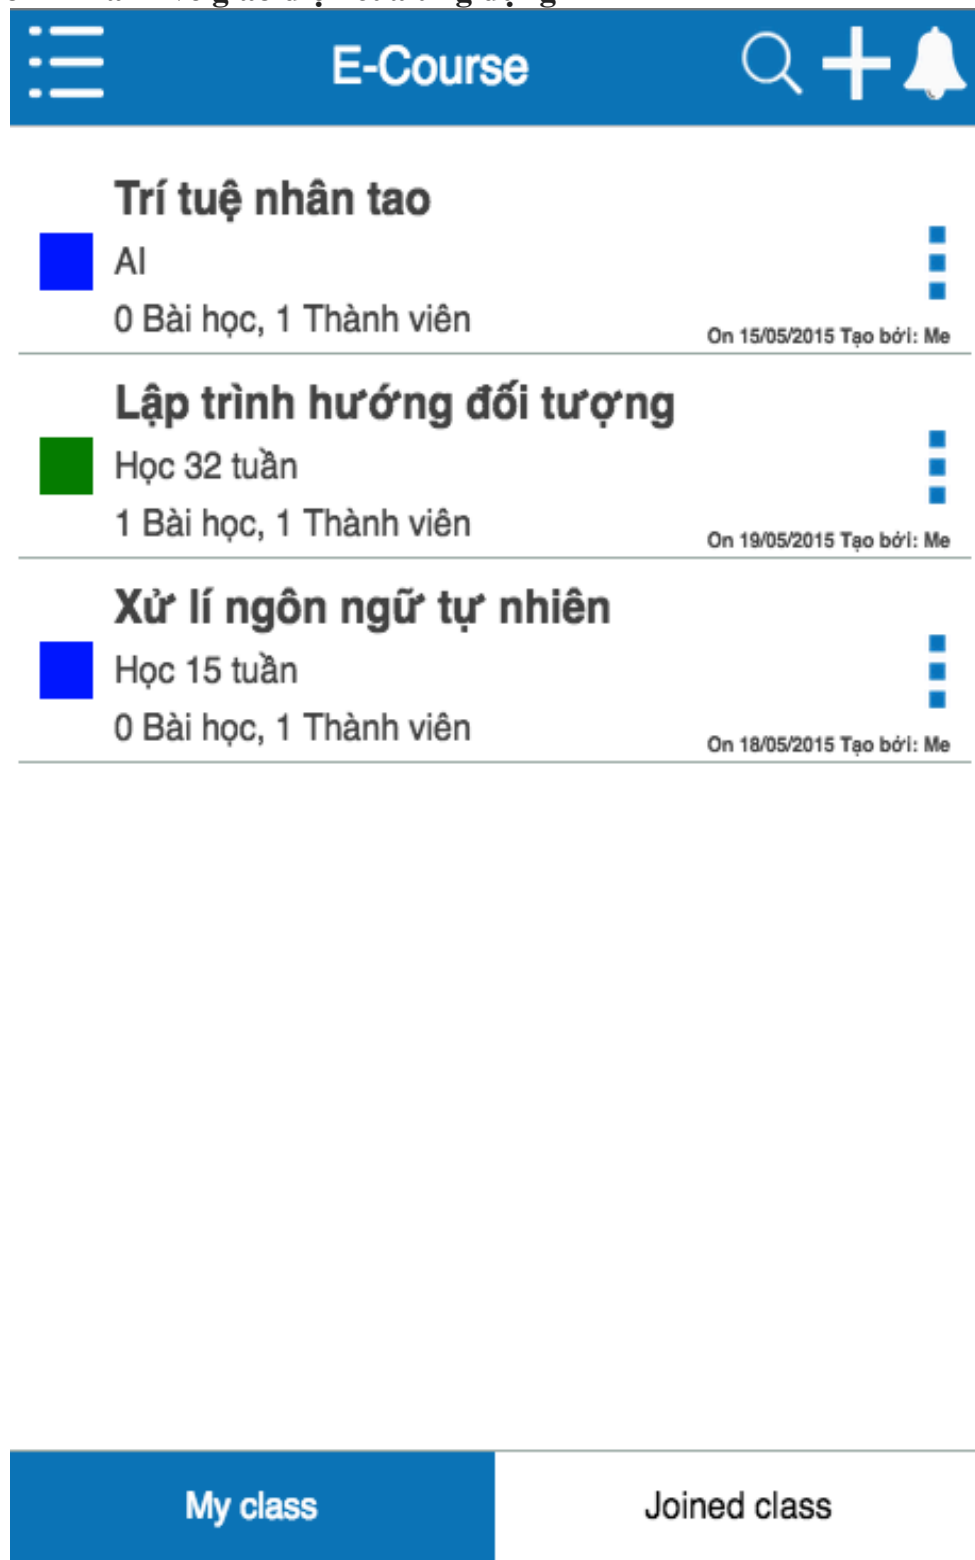 E-Course
Trí tuệ nhân tao
AI
0 Bài học, 1 Thành viên
On 15/05/2015 Tạo bởi: Me
Lập trình hướng đối tượng
Học 32 tuần
1 Bài học, 1 Thành viên
On 19/05/2015 Tạo bởi: Me
Xử lí ngôn ngữ tự nhiên
Học 15 tuần
0 Bài học, 1 Thành viên
On 18/05/2015 Tạo bởi: Me
My class
Joined class